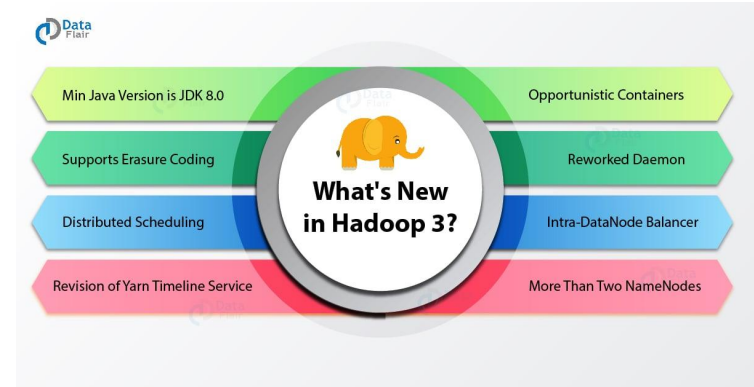 Data
Flair
Min Java Version is JDK 8.0
Supports Erasure Coding
Distributed Scheduling
Revision of Yarn Timeline Service
What's New
in Hadoop 3?
Opportunistic Containers
Reworked Daemon
Intra-DataNode Balancer
More Than Two NameNodes